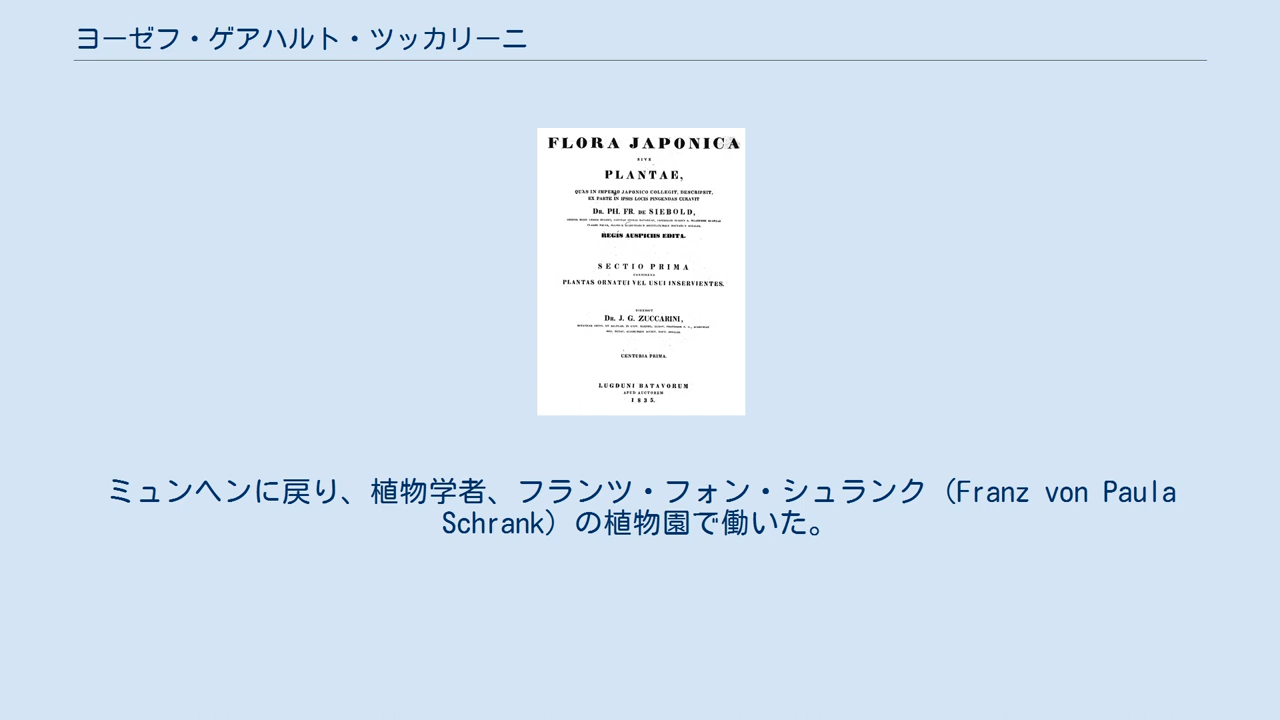 ヨーゼフ・ゲアハルト・ツッカリーニ
FLORA JAPONICA
SIVE
PLANTAE,
QUAS IN IMPERIO JAPONICO COLLEGIT, DESCRIPSIT,
EX PARTE IN IPSIS LOCIS PINGENDAS CURAVIT
DR. PH. FR. DE SIEBOLD,
REGIS AUSPICIIS EDITA.
SECTIO PRIMA
CONTINENS
PLANTAS ORNATUI VEL USUI INSERVIENTES.
DIGESSIT
DR. J. G. ZUCCARINI,
CENTURIA PRIMA.
LUGDUNI BATAVORUM
APUD AUCTOREM
1835.
ミュンヘンに戻り、植物学者、フランツ・フォン・シュランク（Franz von Paula
Schrank）の植物園で働いた。